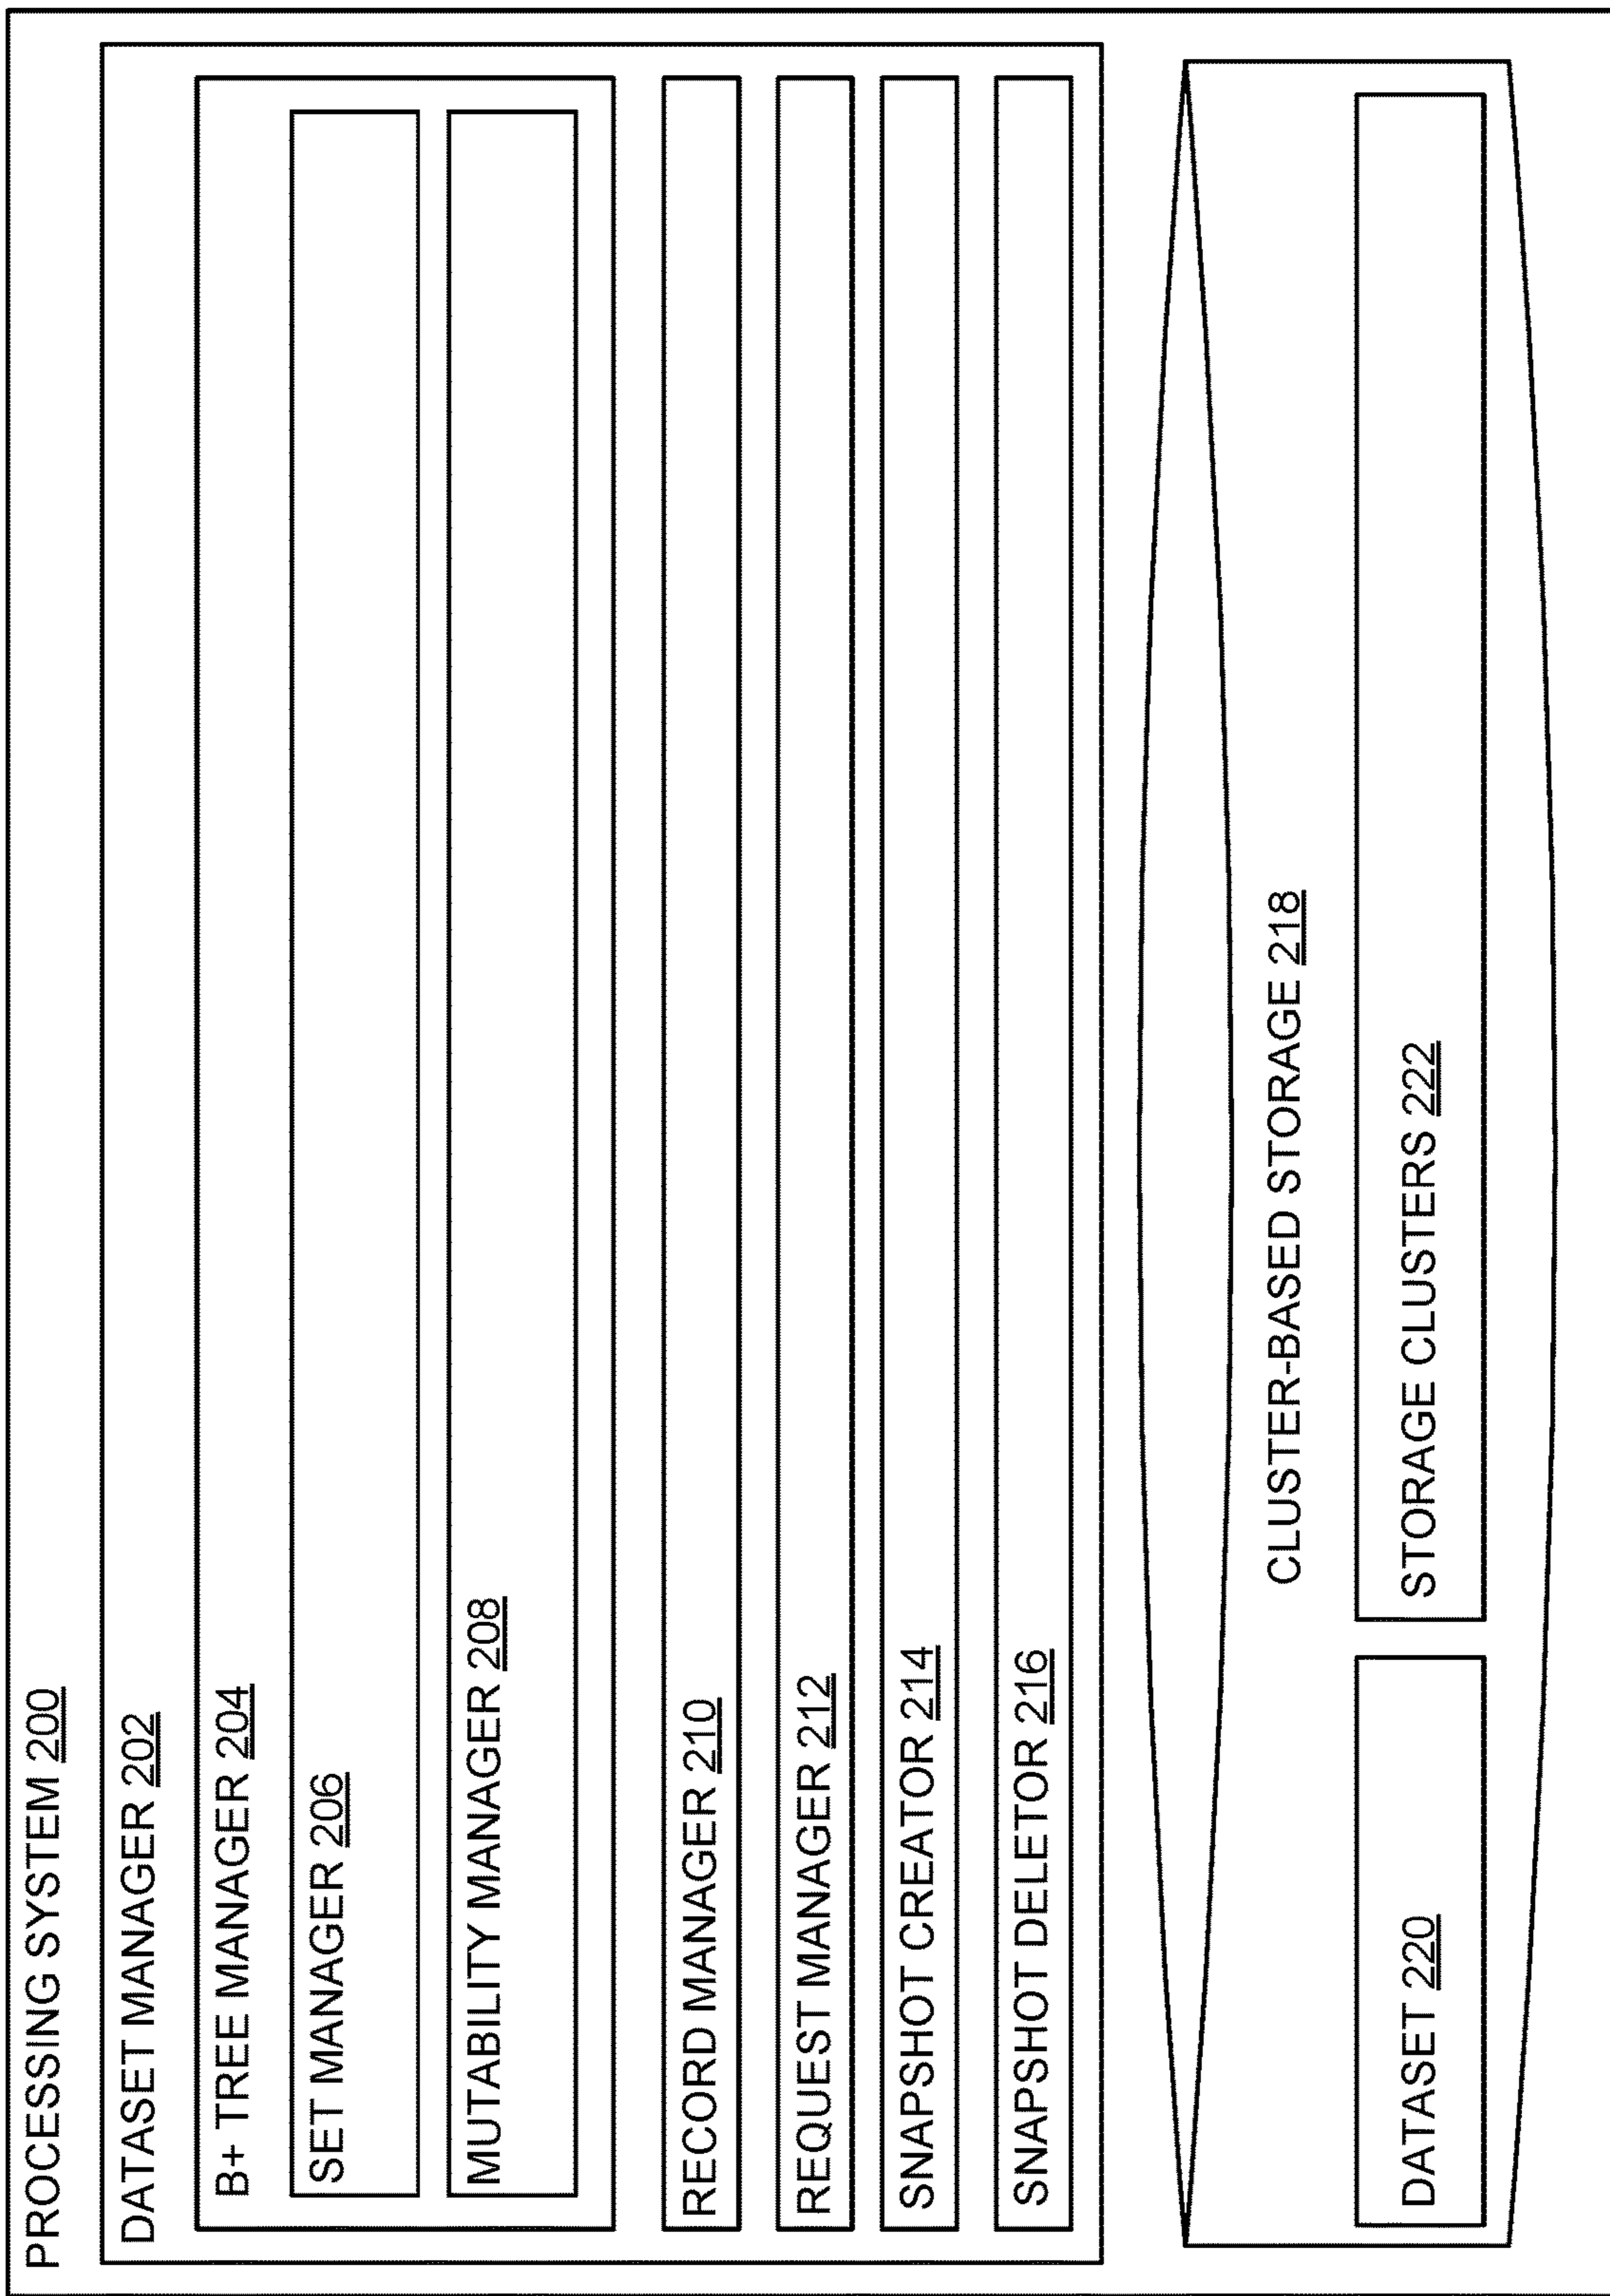 PROCESSING SYSTEM 200
DATASET MANAGER 202
B+ TREE MANAGER 204
SET MANAGER 206
MUTABILITY MANAGER 208
RECORD MANAGER 210
REQUEST MANAGER 212
SNAPSHOT CREATOR 214
SNAPSHOT DELETOR 216
CLUSTER-BASED STORAGE 218
DATASET 220
STORAGE CLUSTERS 222